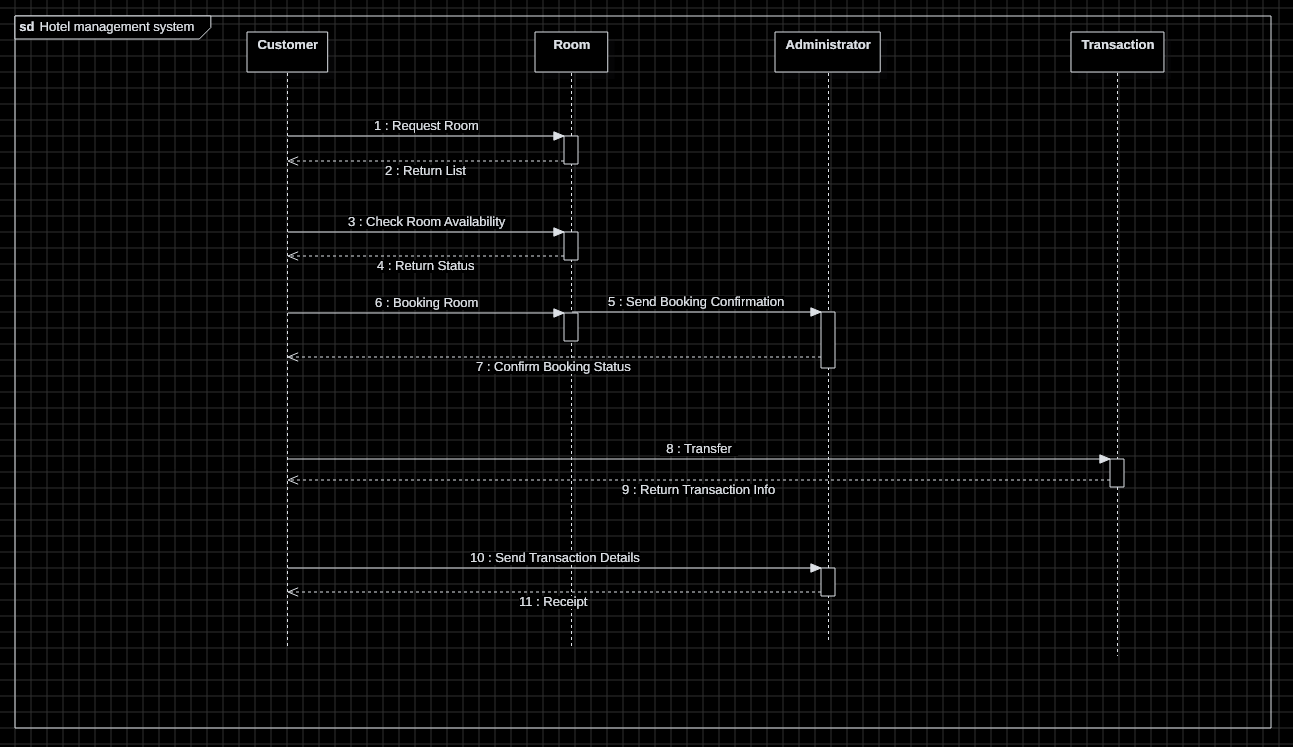 sd Hotel management system
Customer
Room
Administrator
Transaction
1 : Request Room
2 : Return List
3 : Check Room Availability
4 : Return Status
6 : Booking Room
5 : Send Booking Confirmation
7 : Confirm Booking Status
8 : Transfer
9 : Return Transaction Info
10 : Send Transaction Details
11 : Receipt